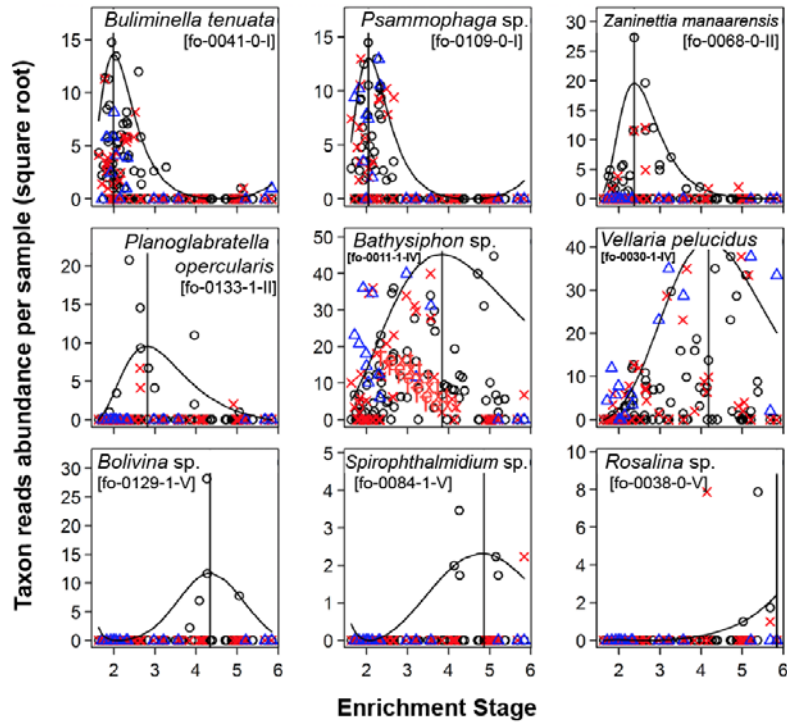 Buliminella tenuata
[fo-0041-0-I]
Psammophaga sp.
[fo-0109-0-I]
Zaninettia manaarensis
[fo-0068-0-II]
15
10
5
0
15
10
5
0
30
25
20
15
10
5
0
Planoglabratella
opercularis
[fo-0133-1-II]
Bathysiphon sp.
[fo-0011-1-IV]
Vellaria pelucidus
[fo-0030-1-IV]
20
15
10
5
0
50
40
30
20
10
0
40
30
20
10
0
Bolivina sp.
[fo-0129-1-V]
Spirophthalmidium sp.
[fo-0084-1-V]
Rosalina sp.
[fo-0038-0-V]
30
25
20
15
10
5
0
5
4
3
2
1
0
10
8
6
4
2
0
2 3 4 5 6
2 3 4 5 6
2 3 4 5 6
Taxon reads abundance per sample (square root)
Enrichment Stage